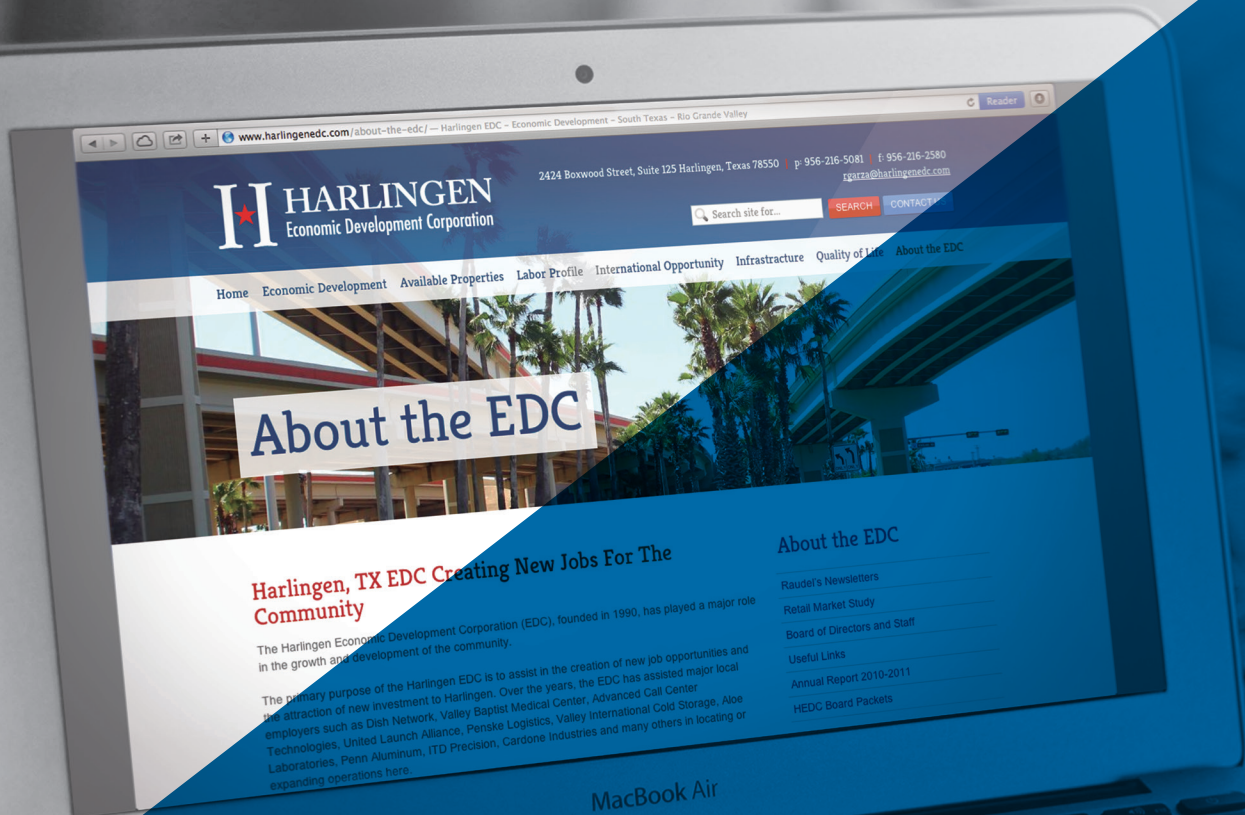 www.harlingenedc.com/about-the-edc/ — Harlingen EDC – Economic Development – South Texas – Rio Grande Valley
Reader
HARLINGEN
Economic Development Corporation
2424 Boxwood Street, Suite 125 Harlingen, Texas 78550 | p: 956-216-5081 | f: 956-216-2580
rgarza@harlingenedc.com
Search site for...
SEARCH
CONTACT
Home Economic Development Available Properties Labor Profile International Opportunity Infrastracture Quality of Life About the EDC
About the EDC
Harlingen, TX EDC Creating New Jobs For The
Community
The Harlingen Economic Development Corporation (EDC), founded in 1990, has played a major role
in the growth and development of the community.
The primary purpose of the Harlingen EDC is to assist in the creation of new job opportunities and
the attraction of new investment to Harlingen. Over the years, the EDC has assisted major local
employers such as Dish Network, Valley Baptist Medical Center, Advanced Call Center
Technologies, United Launch Alliance, Penske Logistics, Valley International Cold Storage, Aloe
Laboratories, Penn Aluminum, ITD Precision, Cardone Industries and many others in locating or
expanding operations here.
About the EDC
Raudel's Newsletters
Retail Market Study
Board of Directors and Staff
Useful Links
Annual Report 2010-2011
HEDC Board Packets
MacBook Air